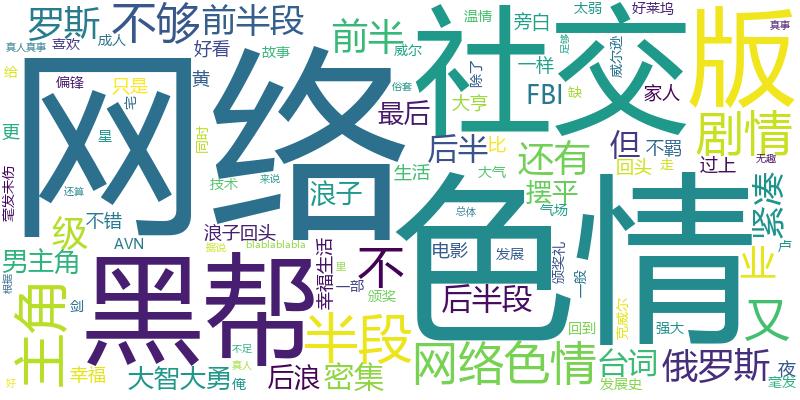 罗斯 不够 前半段 前半 威尔 温情 旁白 太弱 好莱坞 真事
真人真事 喜欢 成人 好看 故事 除了 一样 威尔逊 足够
给 偏锋 只是 黄 最后 大亨 FBI 缺 家人
网络 社交 版
更 宅 星 同时 后半 比 还有 但 不羁 剧情
毫发未伤 还算 技术 来说 浪子 生活 大气 摆平 回头 走 过上 无趣
级 不错 AVN 浪子回头 据说 blablablabla 总体 气场 紧凑
男主角 幸福生活 里 不 电影 发展 颁奖礼 一般 业 卢
黑帮 色情
根据 剑 一部 颁奖 后半段 克威尔 强大 又
主角 半段 回到
好 幸福 大智大勇 不足 真人 俺 后浪 密集 网络色情 台词 发展史 俄罗斯 夜 毫发
俗套